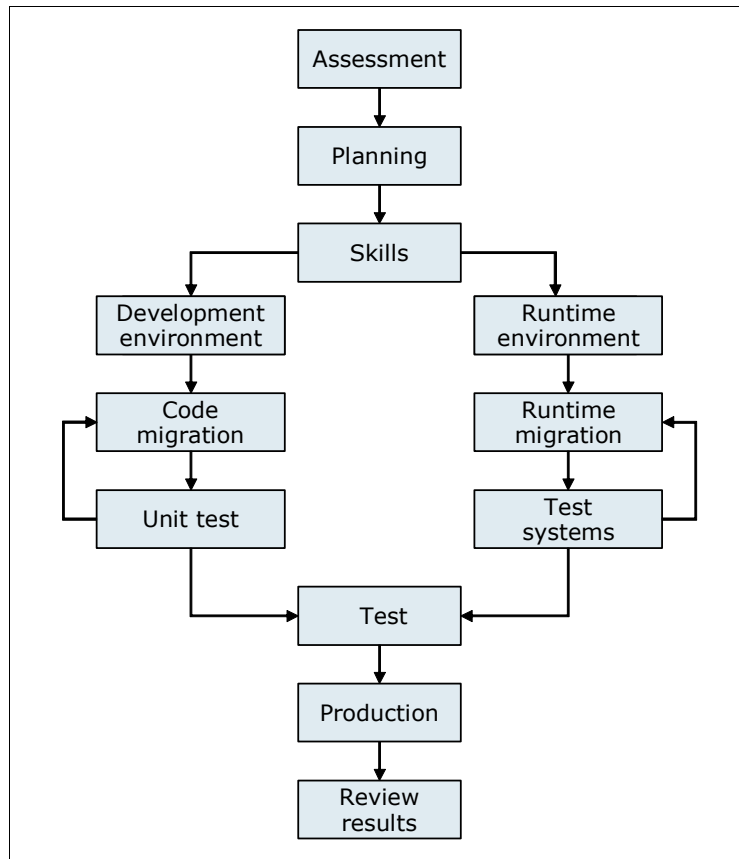 Assessment
Planning
Skills
Development
environment
Runtime
environment
Code
migration
Runtime
migration
Unit test
Test
systems
Test
Production
Review
results